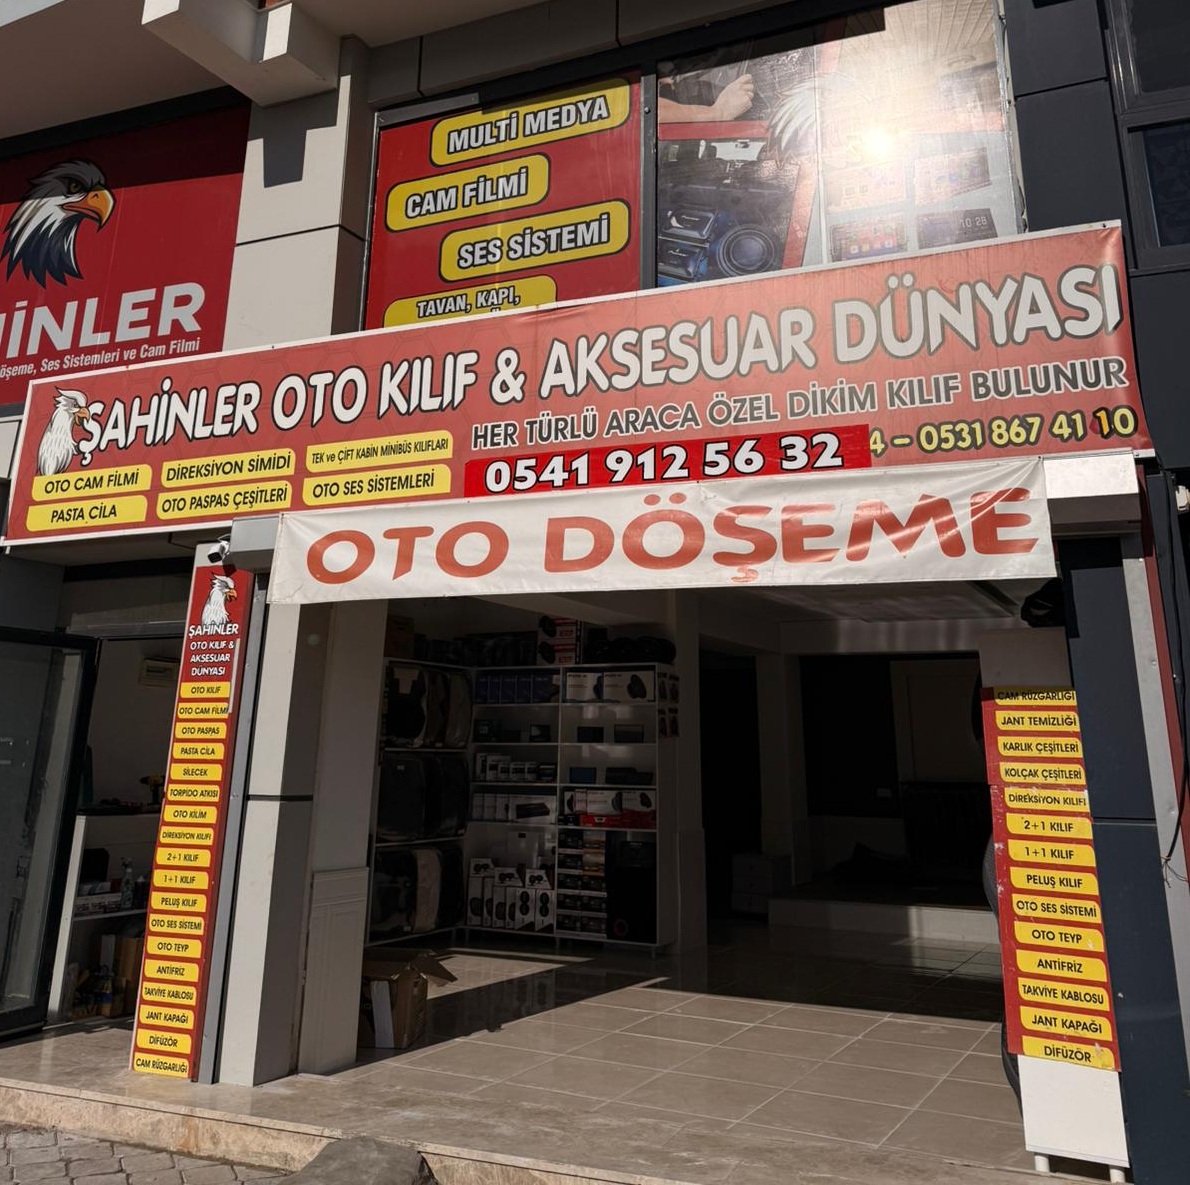 MULTİ MEDYA
CAM FİLMİ
SES SİSTEMİ
TAVAN, KAPI,
10:28
HİNLER
öşeme, Ses Sistemleri ve Cam Filmi
ŞAHİNLER OTO KILIF & AKSESUAR DÜNYASI
HER TÜRLÜ ARACA ÖZEL DİKİM KILIF BULUNUR
OTO CAM FİLMİ
DİREKSİYON SİMİDİ
TEK ve ÇİFT KABİN MİNİBÜS KILIFLARI
PASTA CİLA
OTO PASPAS ÇEŞİTLERİ
OTO SES SİSTEMLERİ
0541 912 56 32
4 - 0531 867 41 10
OTO DÖŞEME
ŞAHİNLER
OTO KILIF &
AKSESUAR
DÜNYASI
OTO KILIF
OTO CAM FİLMİ
OTO PASPAS
PASTA CİLA
SİLECEK
TORPİDO ATKISI
OTO KİLİM
DİREKSİYON KILIFI
2+1 KILIF
1+1 KILIF
PELUŞ KILIF
OTO SES SİSTEMİ
OTO TEYP
ANTİFRİZ
TAKVİYE KABLOSU
JANT KAPAĞI
DİFÜZÖR
CAM RÜZGARLIĞI
CAM RÜZGARLIĞI
JANT TEMİZLİĞİ
KARLIK ÇEŞİTLERİ
KOLÇAK ÇEŞİTLERİ
DİREKSİYON KILIFI
2+1 KILIF
1+1 KILIF
PELUŞ KILIF
OTO SES SİSTEMİ
OTO TEYP
ANTİFRİZ
TAKVİYE KABLOSU
JANT KAPAĞI
DİFÜZÖR